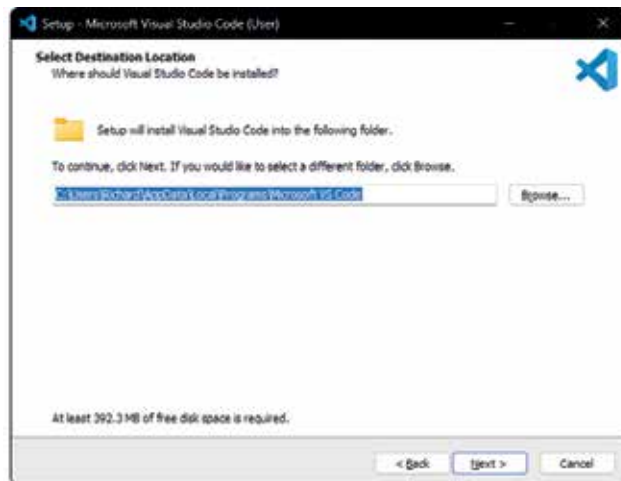 Setup - Microsoft Visual Studio Code (User)
Select Destination Location
Where should Visual Studio Code be installed?
Setup will install Visual Studio Code into the following folder.
To continue, click Next. If you would like to select a different folder, click Browse.
C:\Users\Richard\AppData\Local\Programs\Microsoft VS Code
Browse...
At least 392.3 MB of free disk space is required.
< Back
Next >
Cancel